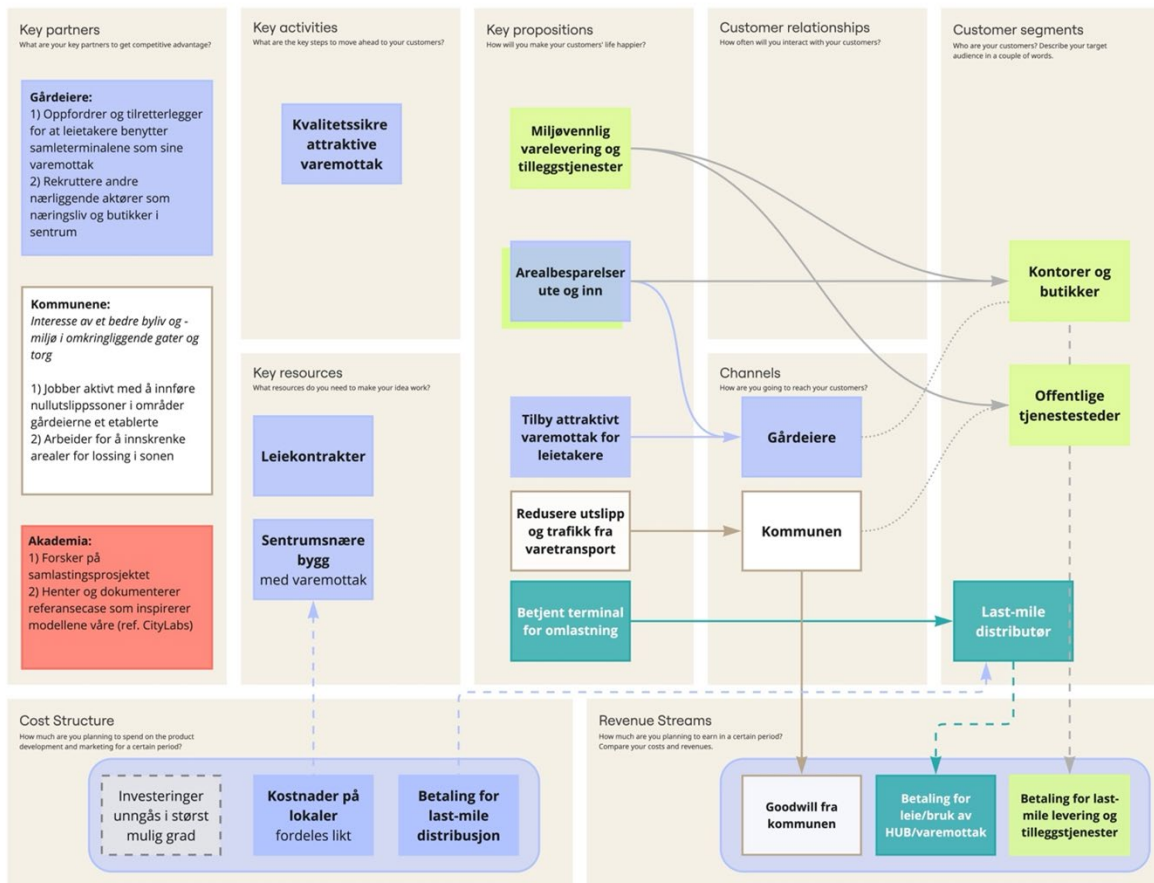 Key partners
What are your key partners to get competitive advantage?
Gårdeiere:
1) Oppfordrer og tilretterlegger
for at leietakere benytter
samleterminalene som sine
varemottak
2) Rekruttere andre
nærliggende aktører som
næringsliv og butikker i
sentrum
Kommunene:
Interesse av et bedre byliv og -
miljø i omkringliggende gater og
torg
1) Jobber aktivt med å innføre
nullutslippssoner i områder
gårdeierne et etablerte
2) Arbeider for å innskrenke
arealer for lossing i sonen
Akademia:
1) Forsker på
samlastingsprosjektet
2) Henter og dokumenterer
referansecase som inspirerer
modellene våre (ref. CityLabs)
Key activities
What are the key steps to move ahead to your customers?
Kvalitetssikre
attraktive
varemottak
Key resources
What resources do you need to make your idea work?
Leiekontrakter
Sentrumsnære
bygg
med varemottak
Key propositions
How will you make your customers' life happier?
Miljøvennlig
varelevering og
tilleggstjenester
Arealbesparelser
ute og inn
Tilby attraktivt
varemottak for
leietakere
Redusere utslipp
og trafikk fra
varetransport
Betjent terminal
for omlastning
Customer relationships
How often will you interact with your customers?
Channels
How are you going to reach your customers?
Gårdeiere
Kommunen
Customer segments
Who are your customers? Describe your target
audience in a couple of words.
Kontorer og
butikker
Offentlige
tjenestesteder
Last-mile
distributør
Cost Structure
How much are you planning to spend on the product
development and marketing for a certain period?
Investeringer
unngås i størst
mulig grad
Kostnader på
lokaler
fordeles likt
Betaling for
last-mile
distribusjon
Revenue Streams
How much are you planning to earn in a certain period?
Compare your costs and revenues.
Goodwill fra
kommunen
Betaling for
leie/bruk av
HUB/varemottak
Betaling for last-
mile levering og
tilleggstjenester